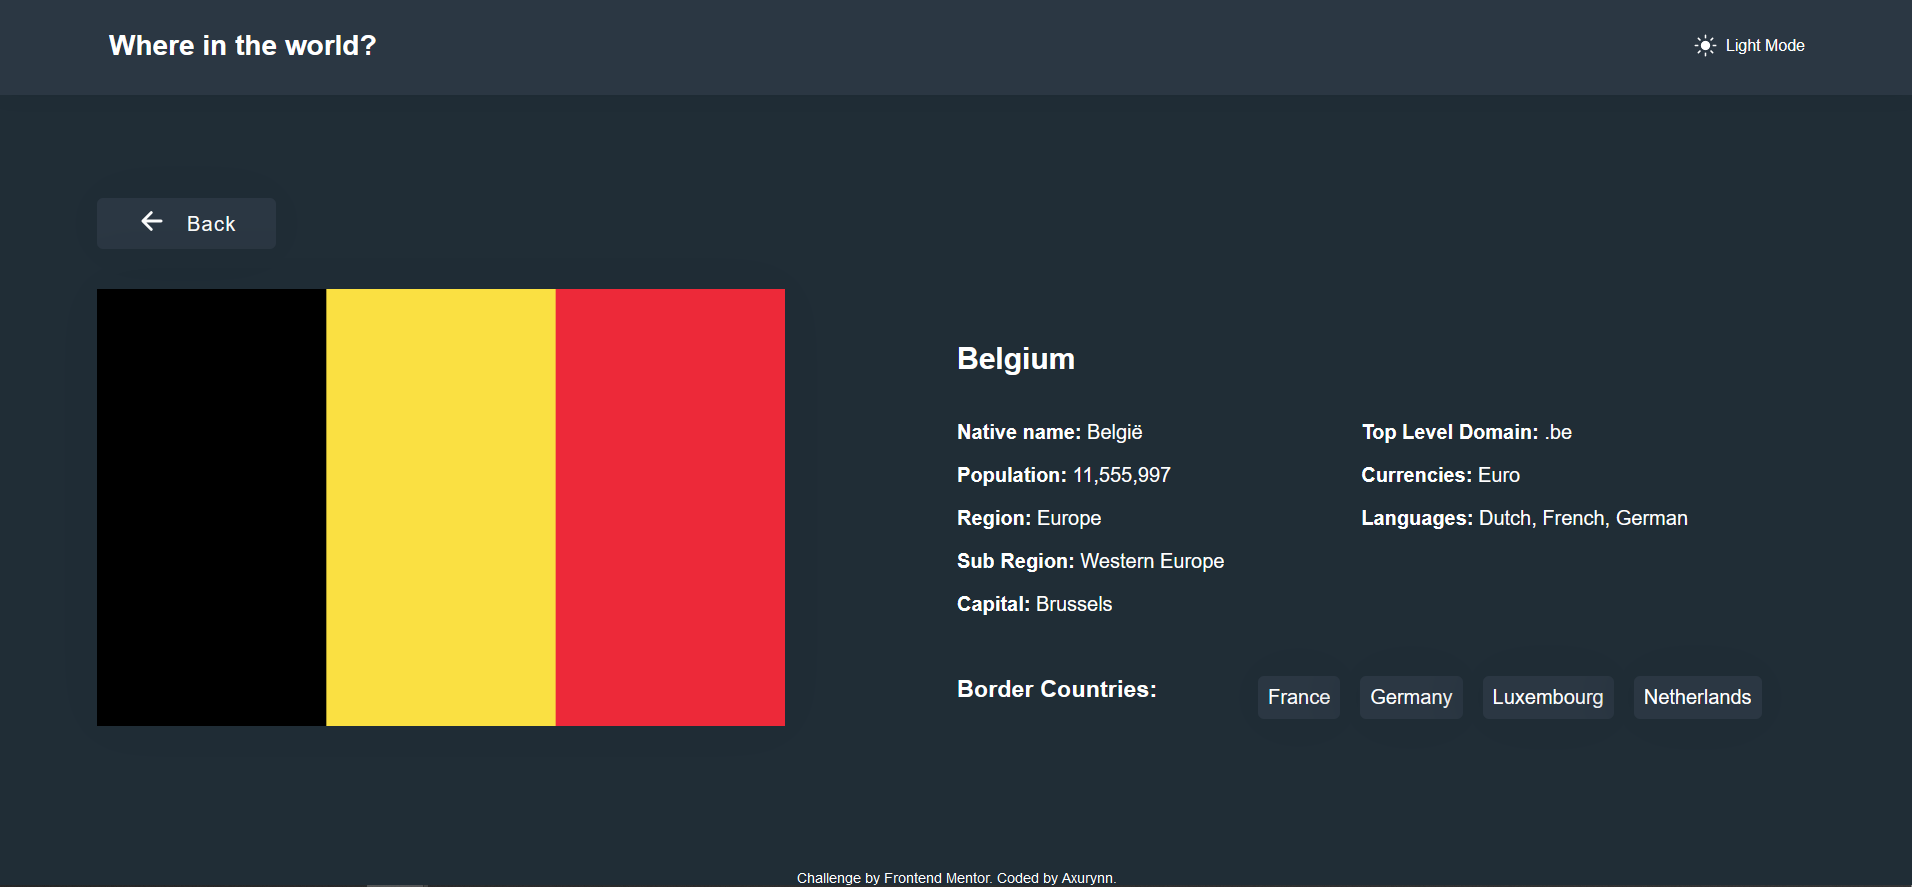 Where in the world?
Light Mode
Back
Belgium
Native name: België
Population: 11,555,997
Region: Europe
Sub Region: Western Europe
Capital: Brussels
Top Level Domain: .be
Currencies: Euro
Languages: Dutch, French, German
Border Countries:
France Germany Luxembourg Netherlands
Challenge by Frontend Mentor. Coded by Axurynn.